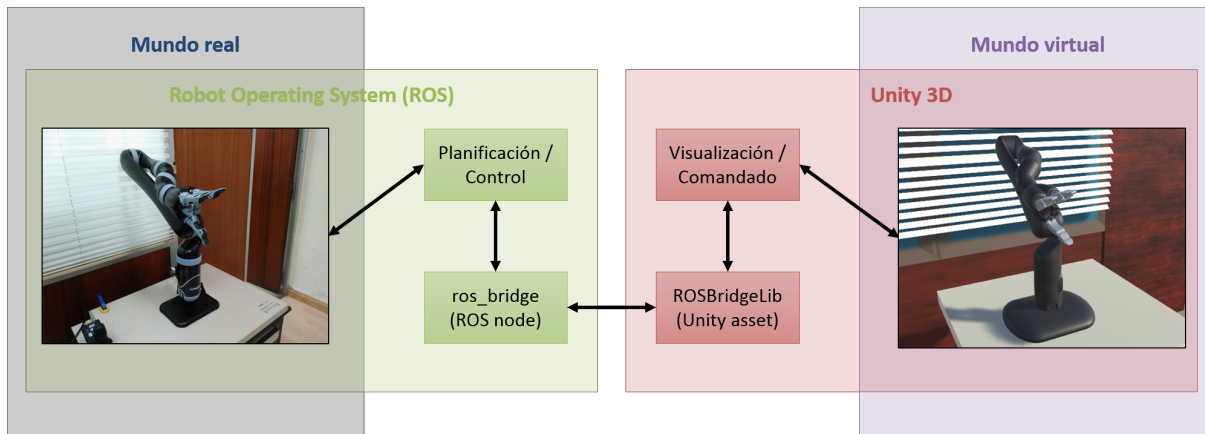 Mundo real
Mundo virtual
Robot Operating System (ROS)
Unity 3D
Planificación /
Control
Visualización /
Comandado
ros_bridge
(ROS node)
ROSBridgeLib
(Unity asset)